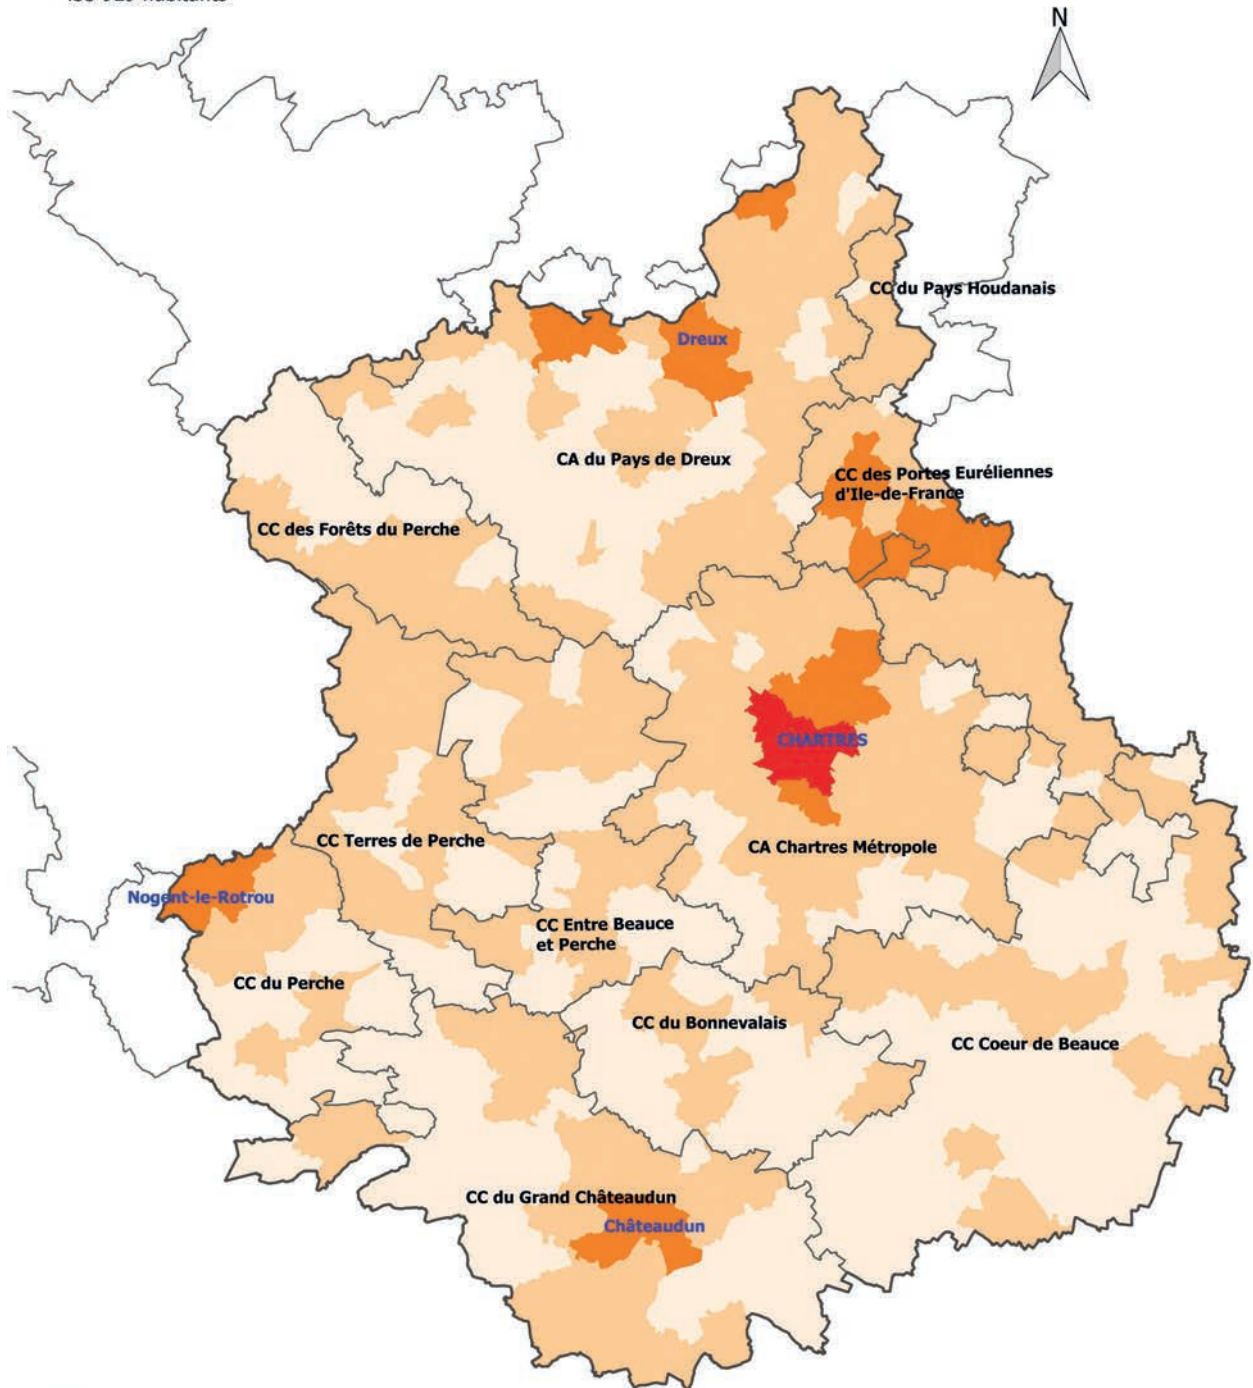 habitants
N
CC du Pays Houdanais
Dreux
CA du Pays de Dreux
CC des Portes Euréliennes
d'Ile-de-France
CC des Forêts du Perche
CHARTRES
CC Terres de Perche
CA Chartres Métropole
Nogent-le-Rotrou
CC Entre Beauce
et Perche
CC du Perche
CC du Bonnevalais
CC Coeur de Beauce
CC du Grand Châteaudun
Châteaudun